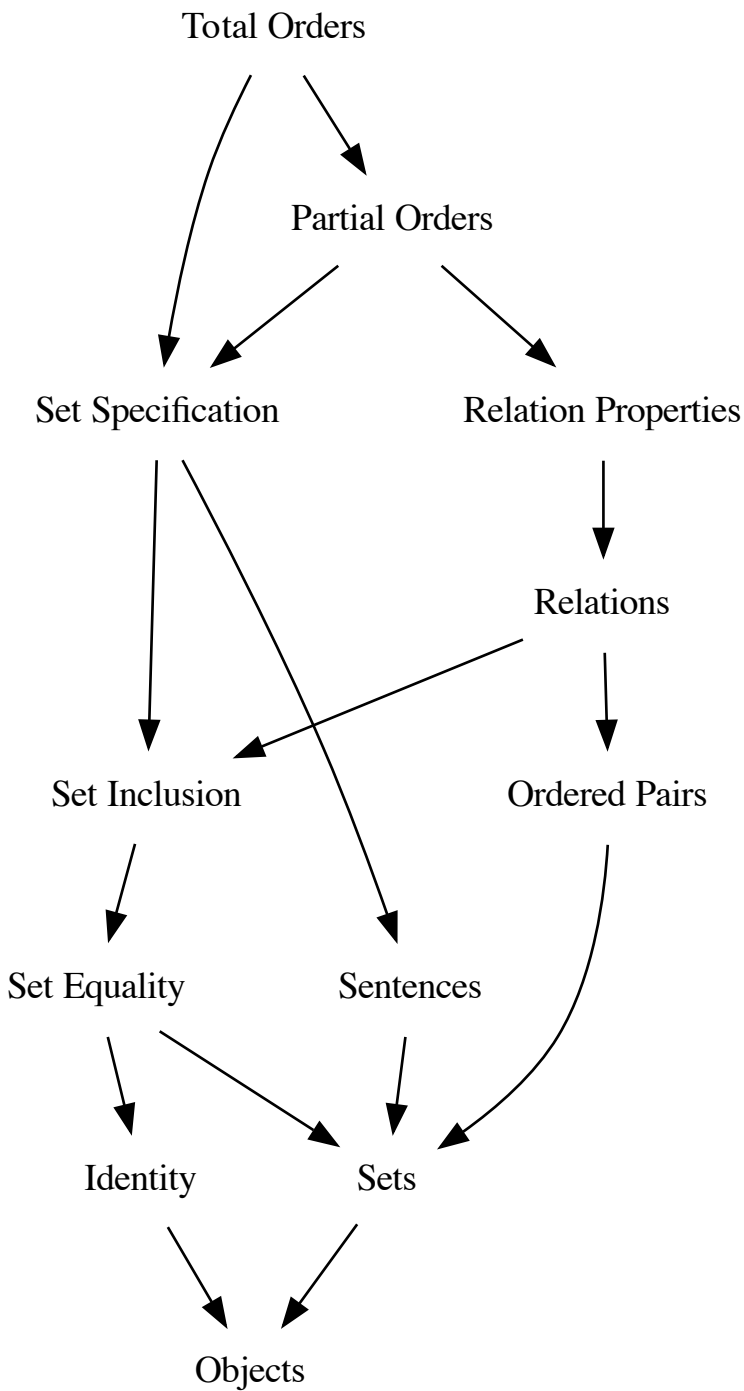 Total Orders
Partial Orders
Set Specification
Relation Properties
Relations
Set Inclusion
Ordered Pairs
Set Equality
Sentences
Identity
Sets
Objects